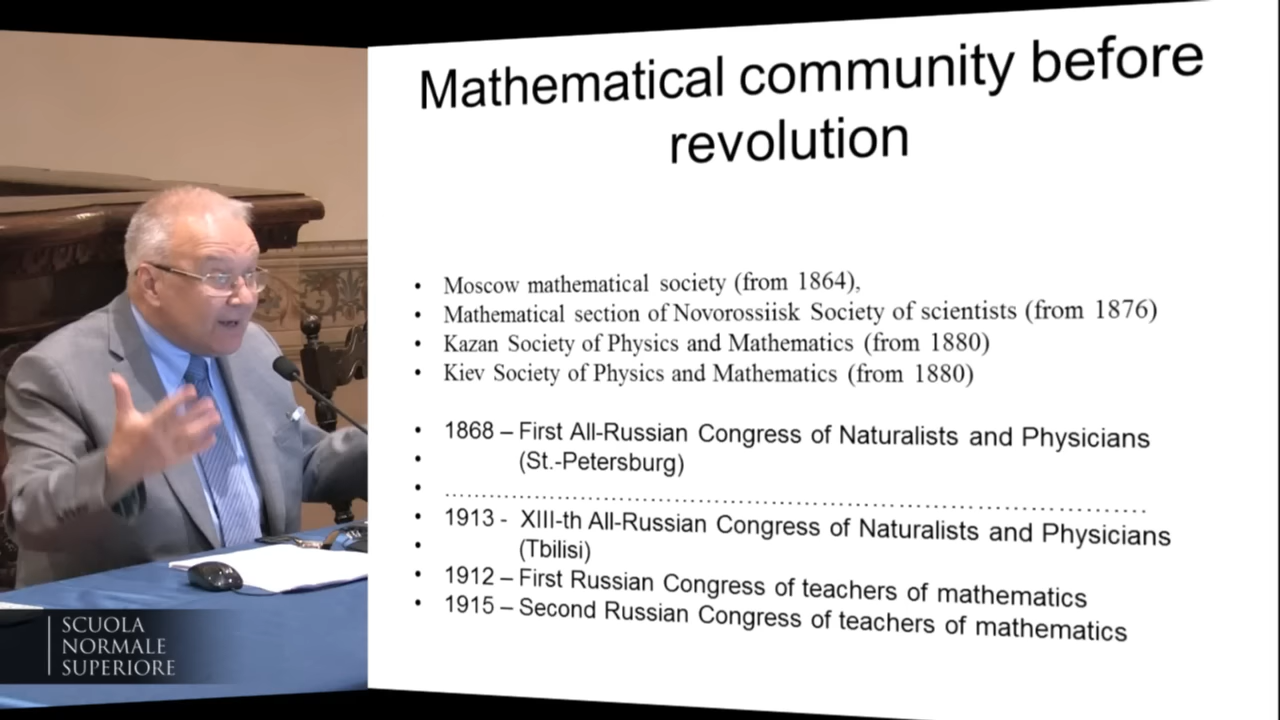 Mathematical community before
revolution
• Moscow mathematical society (from 1864),
• Mathematical section of Novorossiisk Society of scientists (from 1876)
• Kazan Society of Physics and Mathematics (from 1880)
• Kiev Society of Physics and Mathematics (from 1880)
• 1868 – First All-Russian Congress of Naturalists and Physicians
• (St.-Petersburg)
• ……………………………………………………………………………
• 1913 - XIII-th All-Russian Congress of Naturalists and Physicians
• (Tbilisi)
• 1912 – First Russian Congress of teachers of mathematics
• 1915 – Second Russian Congress of teachers of mathematics
SCUOLA
NORMALE
SUPERIORE